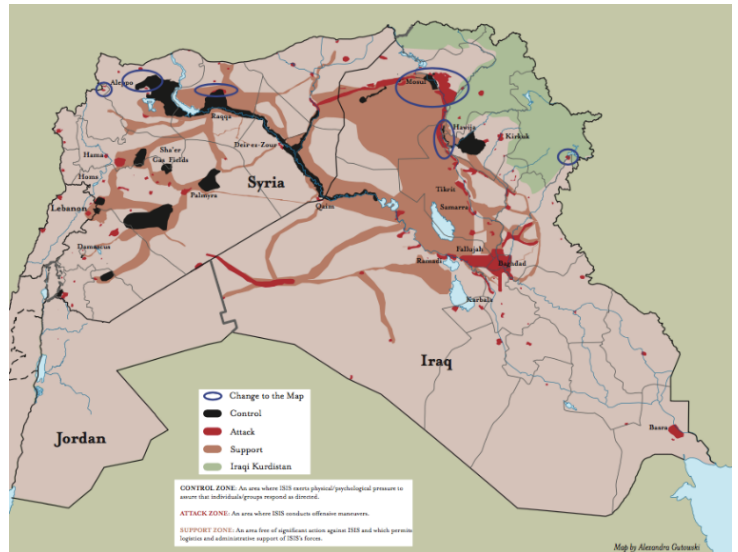 Aleppo
Mosul
Raqqa
Hawija
Kirkuk
Deir-ez-Zour
Hama
Sha'er
Gas Fields
Homs
Syria
Palmyra
Tikrit
Lebanon
Qaim
Samarra
Damascus
Fallujah
Ramadi
Baghdad
Karbala
Iraq
Change to the Map
Control
Attack
Support
Iraqi Kurdistan
Jordan
Basra
CONTROL ZONE: An area where ISIS exerts physical/psychological pressure to
assure that individuals/groups respond as directed.
ATTACK ZONE: An area where ISIS conducts offensive maneuvers.
SUPPORT ZONE: An area free of significant action against ISIS and which permits
logistics and administrative support of ISIS's forces.
Map by Alexandra Gutowski